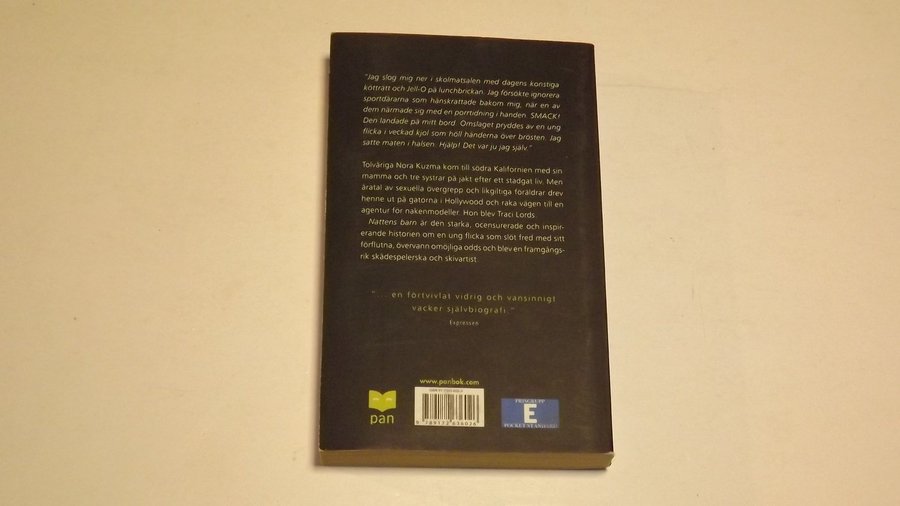 "Jag slog mig ner i skolmatsalen med dagens konstiga
kötträtt och Jell-O på lunchbrickan. Jag försökte ignorera
sportdårarna som hånskrattade bakom mig, när en av
dem närmade sig med en porrtidning i handen. SMACK!
Den landade på mitt bord. Omslaget pryddes av en ung
flicka i veckad kjol som höll händerna över brösten. Jag
satte maten i halsen. Hjälp! Det var ju jag själv."
Tolvåriga Nora Kuzma kom till södra Kalifornien med sin
mamma och tre systrar på jakt efter ett stadgat liv. Men
åratal av sexuella övergrepp och likgiltiga föräldrar drev ut
henne ut på gatorna i Hollywood och raka vägen till en
agentur för nakenmodeller. Hon blev Traci Lords.
Nattens barn är den starka, ocensurerade och inspir-
erande historien om en ung flicka som slöt fred med sitt
förflutna, övervann omöjliga odds och blev en framgångs-
rik skådespelerska och skivartist
"... en förtvivlat vidrig och vansinnigt
vacker självbiografi."
Expressen
www.panbok.com
pan
9 789172 636026
PRISGRUPP
E